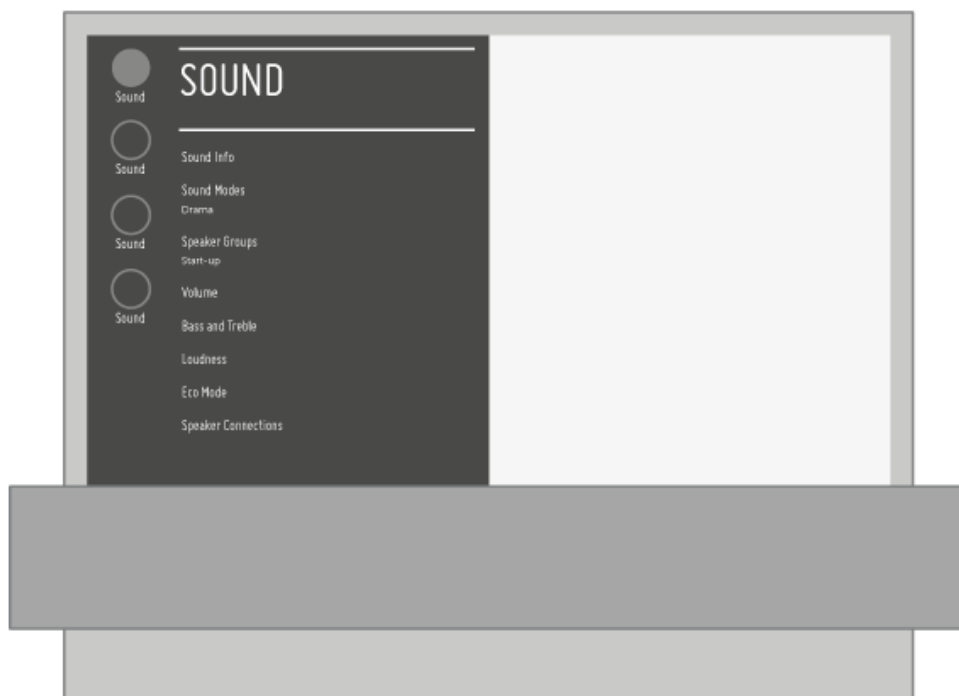 Sound
Sound
Sound
Sound
SOUND
Sound Info
Sound Modes
Drama
Speaker Groups
Start-up
Volume
Bass and Treble
Loudness
Eco Mode
Speaker Connections